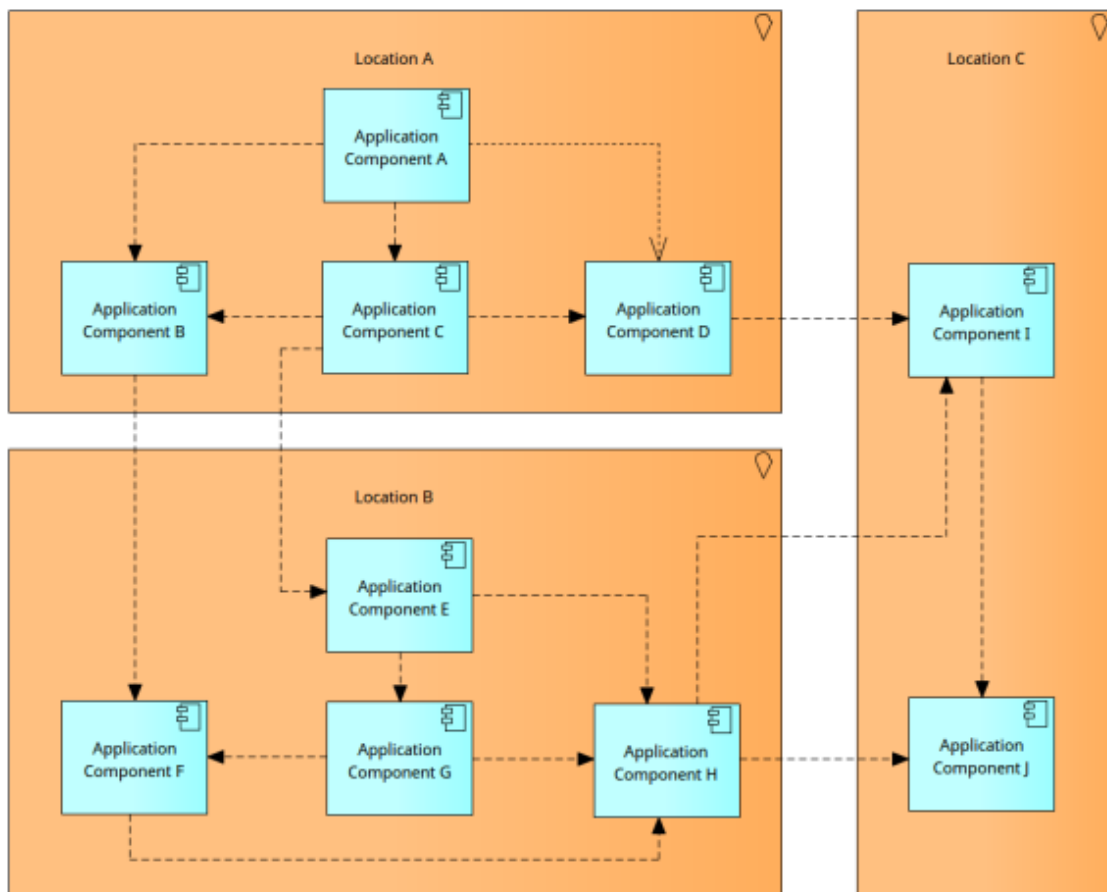 Location A
Location C
Application
Component A
Application
Component B
Application
Component C
Application
Component D
Application
Component I
Location B
Application
Component E
Application
Component F
Application
Component G
Application
Component H
Application
Component J